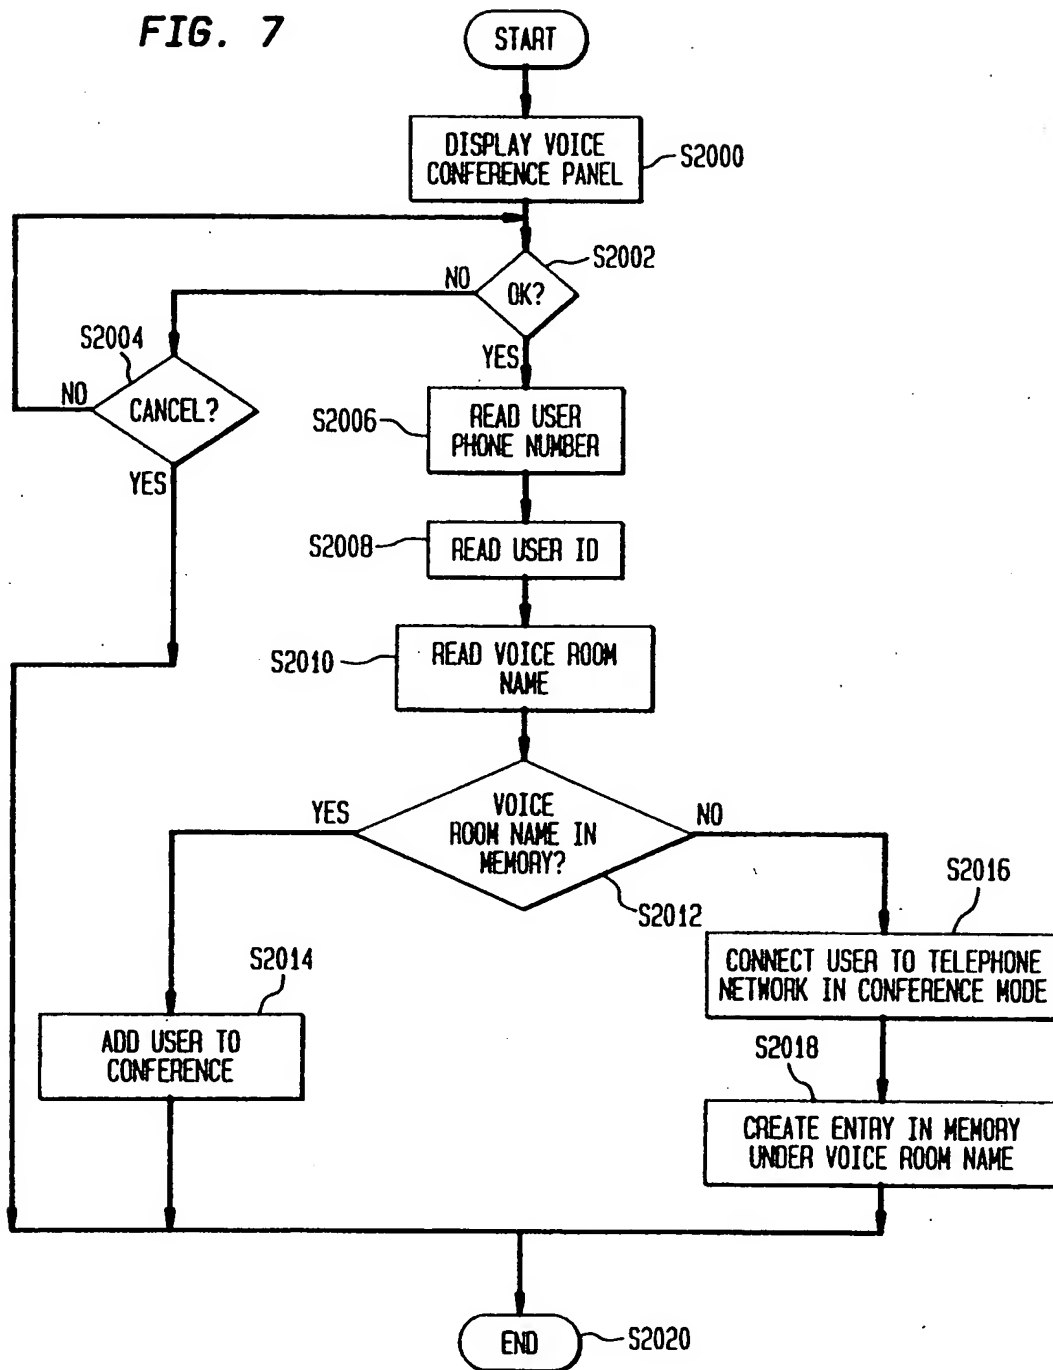 FIG. 7
START
DISPLAY VOICE
CONFERENCE PANEL
S2000
S2002
NO
OK?
S2004
YES
NO
CANCEL?
S2006
READ USER
PHONE NUMBER
YES
S2008
READ USER ID
S2010
READ VOICE ROOM
NAME
YES
VOICE
ROOM NAME IN
MEMORY?
NO
S2012
S2016
CONNECT USER TO TELEPHONE
NETWORK IN CONFERENCE MODE
S2014
ADD USER TO
CONFERENCE
S2018
CREATE ENTRY IN MEMORY
UNDER VOICE ROOM NAME
END
S2020